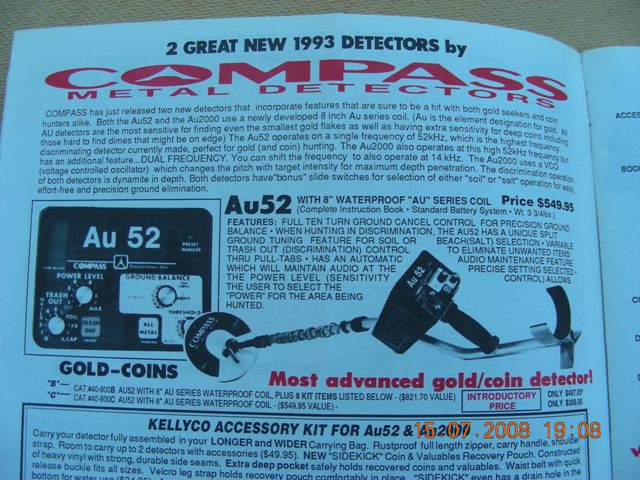 2 GREAT NEW 1993 DETECTORS by
COMPASS
METAL DETECTORS
COMPASS has just released two new detectors that incorporate features that are sure to be a hit with both gold seekers and coin
hunters alike. Both the Au52 and the Au2000 use a newly developed 8 inch Au series coil. (Au is the element designation for gold. All
AU detectors are the most sensitive for finding even the smallest gold flakes as well as having extra sensitivity for deep coins including
those hard to find dimes that might be on edge) The Au52 operates on a single frequency of 52kHz, which is the highest frequency
discriminating detector currently made, perfect for gold (and coin) hunting. The Au2000 also operates at this high 52kHz frequency but
has an additional feature...DUAL FREQUENCY. You can shift the frequency to also operate at 14 kHz. The Au2000 uses a VCO
(voltage controlled oscillator) which changes the pitch with target intensity for maximum depth penetration. The discrimination operation
of both detectors is dynamite in depth. Both detectors have"bonus" slide switches for selection of either "soil" or "salt" operation for easy,
effort-free and precision ground elimination.
Au52 WITH 8" WATERPROOF "AU" SERIES COIL Price $549.95
(Complete Instruction Book • Standard Battery System • Wt. 3 3/4lbs.)
FEATURES: FULL TEN TURN GROUND CANCEL CONTROL FOR PRECISION GROUND
BALANCE • WHEN HUNTING IN DISCRIMINATION, THE AU52 HAS A UNIQUE SPLIT
GROUND TUNING FEATURE FOR SOIL OR BEACH(SALT) SELECTION • VARIABLE
TRASH OUT (DISCRIMINATION) CONTROL TO ELIMINATE UNWANTED ITEMS
THRU PULL-TABS • HAS AN AUTOMATIC AUDIO MAINTENANCE FEATURE
WHICH WILL MAINTAIN AUDIO AT THE PRECISE SETTING SELECTED •
THE POWER LEVEL (SENSITIVITY CONTROL) ALLOWS
THE USER TO SELECT THE
"POWER" FOR THE AREA BEING
HUNTED.
Au 52
PRESET
MARKER
COMPASS
POWER LEVEL
GROUND BALANCE
TRASH
OUT
MAX
FOIL
TAB
S.CAP
TRASH
OUT
ALL
METAL
THRESHOLD
COMPASS
Au 52
GOLD-COINS
Most advanced gold/coin detector!
"B"— CAT.#40-800B AU52 WITH 8" AU SERIES WATERPROOF COIL, PLUS 8 KIT ITEMS LISTED BELOW - ($821.70 VALUE)
"C"— CAT.#40-800C AU52 WITH 8" AU SERIES WATERPROOF COIL - ($549.95 VALUE) -
INTRODUCTORY
PRICE
ONLY $487.85*
ONLY $399.95
KELLYCO ACCESSORY KIT FOR Au52 & Au2000
15.07.2008 19:08
Carry your detector fully assembled in your LONGER and WIDER Carrying Bag. Rustproof full length zipper, carry handle, shoulder
strap. Room to carry up to 2 detectors with accessories ($49.95). NEW "SIDEKICK" Coin & Valuables Recovery Pouch. Constructed
of heavy vinyl with strong, durable side seams. Extra deep pocket safely holds recovered coins and valuables. Waist belt with quick
release buckle fits all sizes. Velcro leg strap holds recovery pouch comfortably in place. "SIDEKICK" even has a drain hole in the
ACCES
BOO